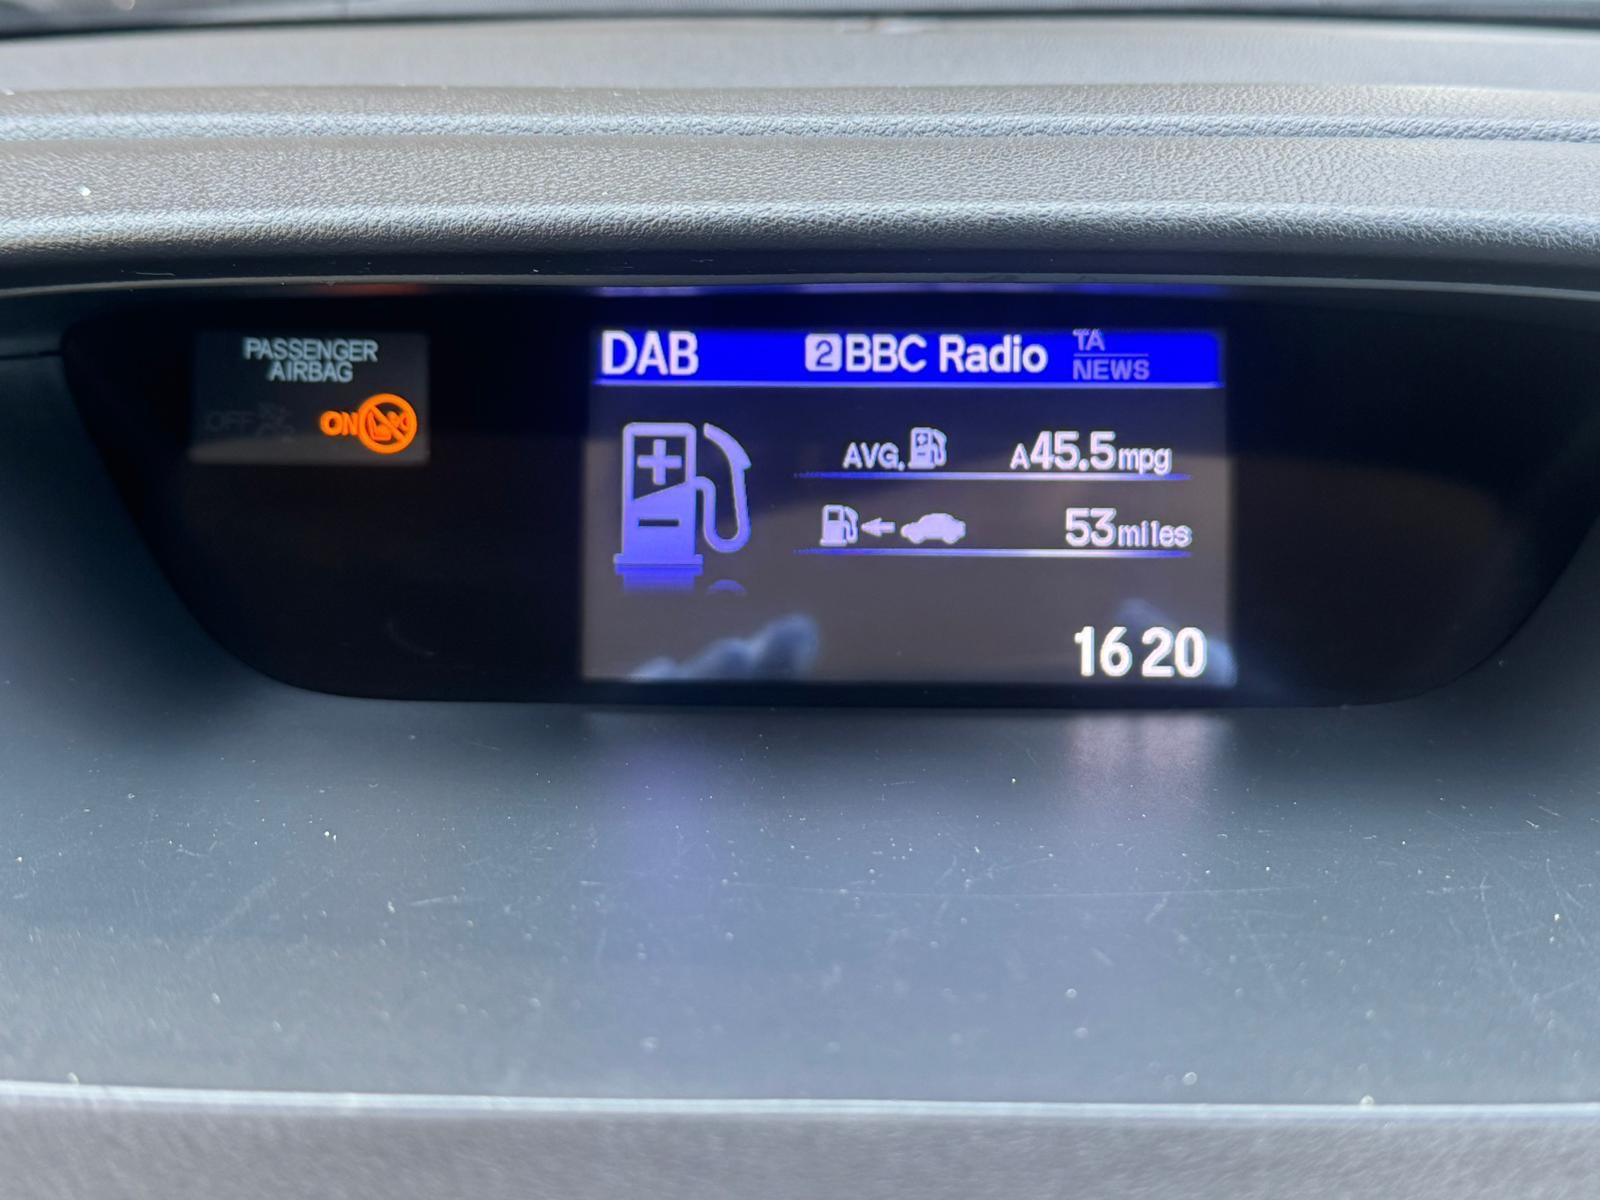 PASSENGER
AIRBAG
OFF ON
DAB 2 BBC Radio TA
NEWS
AVG. A45.5mpg
53miles
16 20